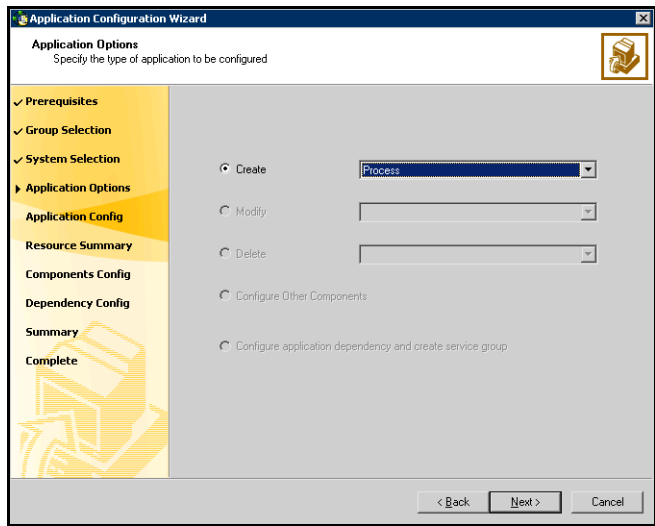 Application Configuration Wizard
Application Options
Specify the type of application to be configured
Prerequisites
Group Selection
System Selection
Application Options
Application Config
Resource Summary
Components Config
Dependency Config
Summary
Complete
Create
Process
Modify
Delete
Configure Other Components
Configure application dependency and create service group
< Back
Next >
Cancel